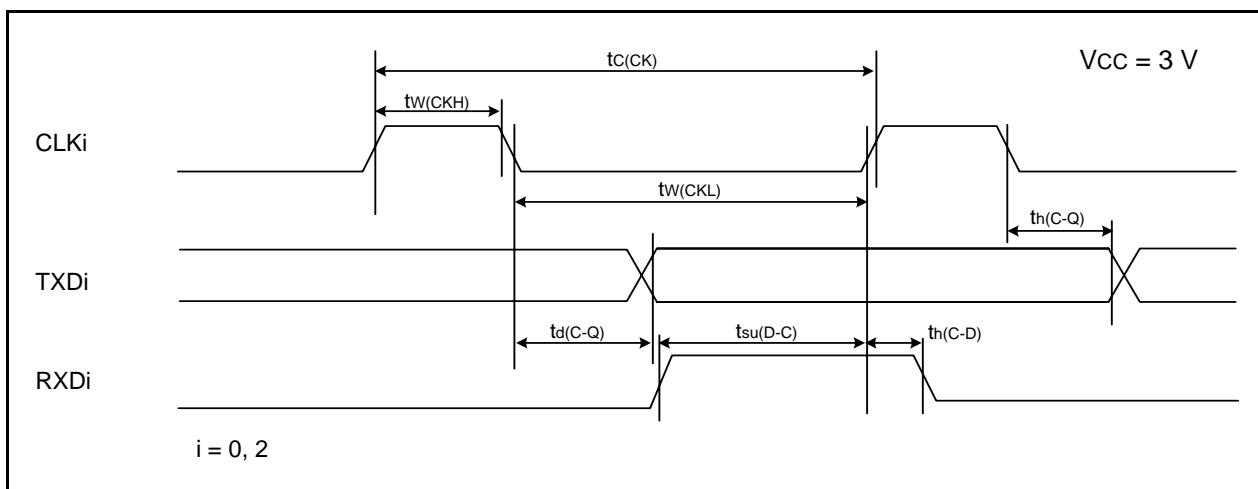 tC(CK)
VCC = 3 V
tW(CKH)
CLKi
tW(CKL)
th(C-Q)
TXDi
td(C-Q)
tsu(D-C)
th(C-D)
RXDi
i = 0, 2